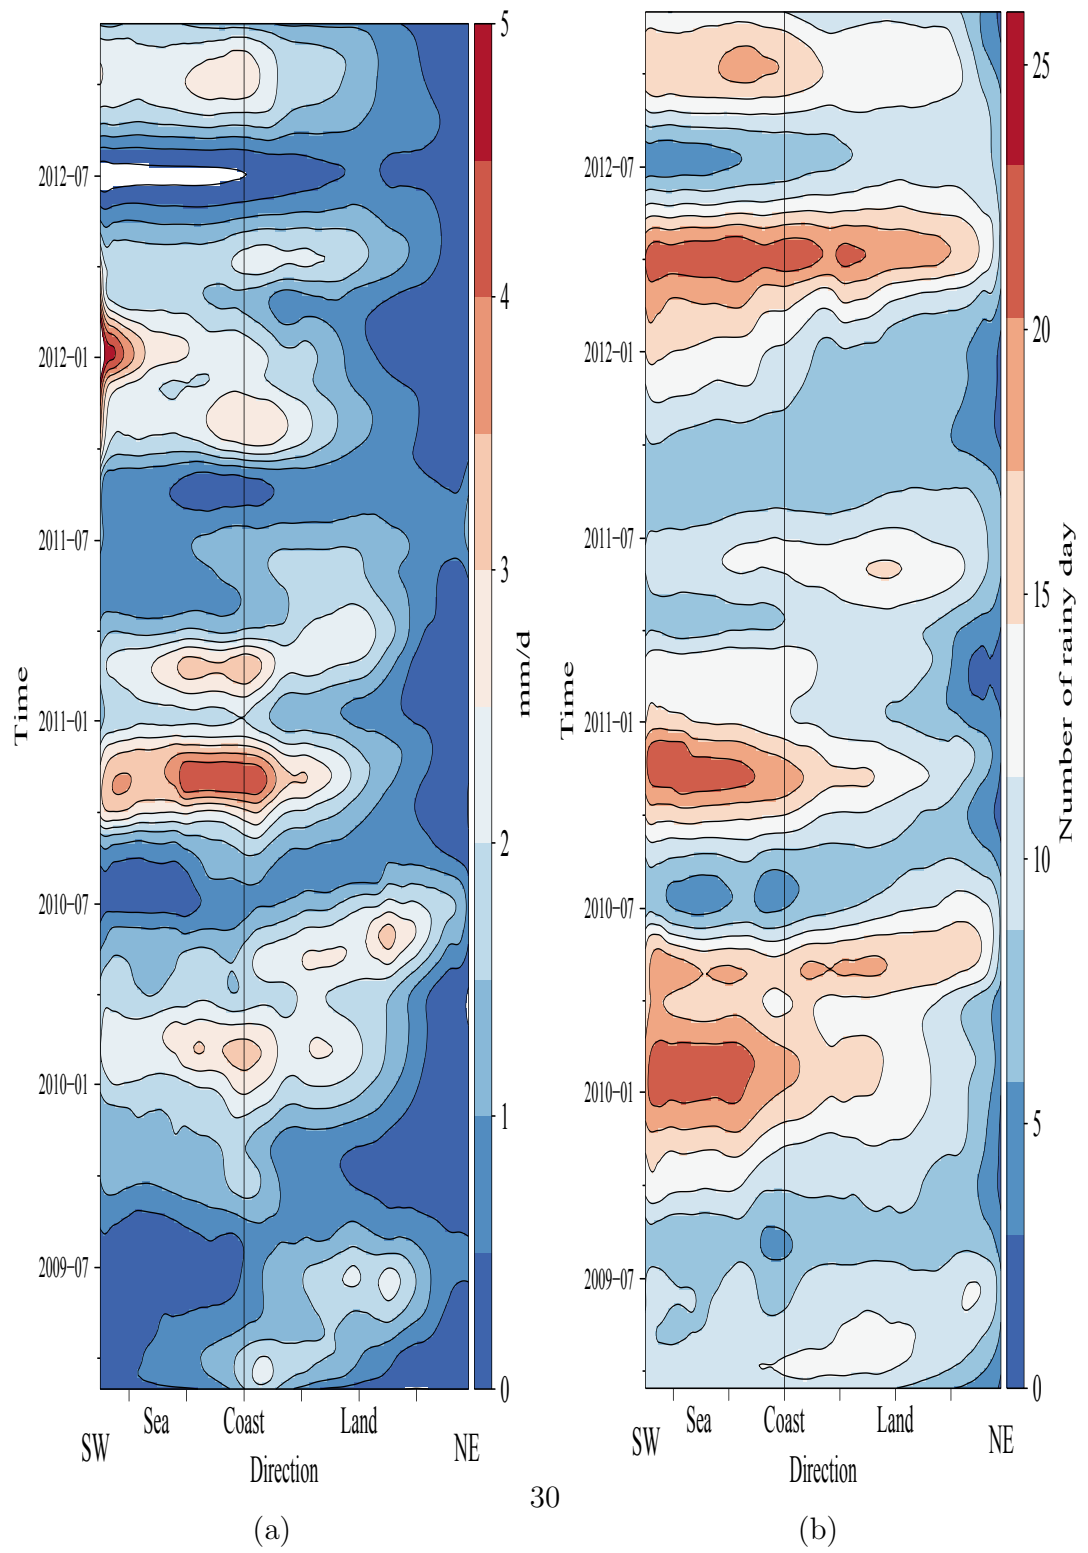 5
4
3
2
1
0
mm/d
2012−07
2012−01
2011−07
2011−01
2010−07
2010−01
2009−07
Time
Sea
Coast
Land
SW
NE
Direction
25
20
15
10
5
0
Number of rainy day
2012−07
2012−01
2011−07
2011−01
2010−07
2010−01
2009−07
Time
Sea
Coast
Land
SW
NE
Direction
30
(a)
(b)